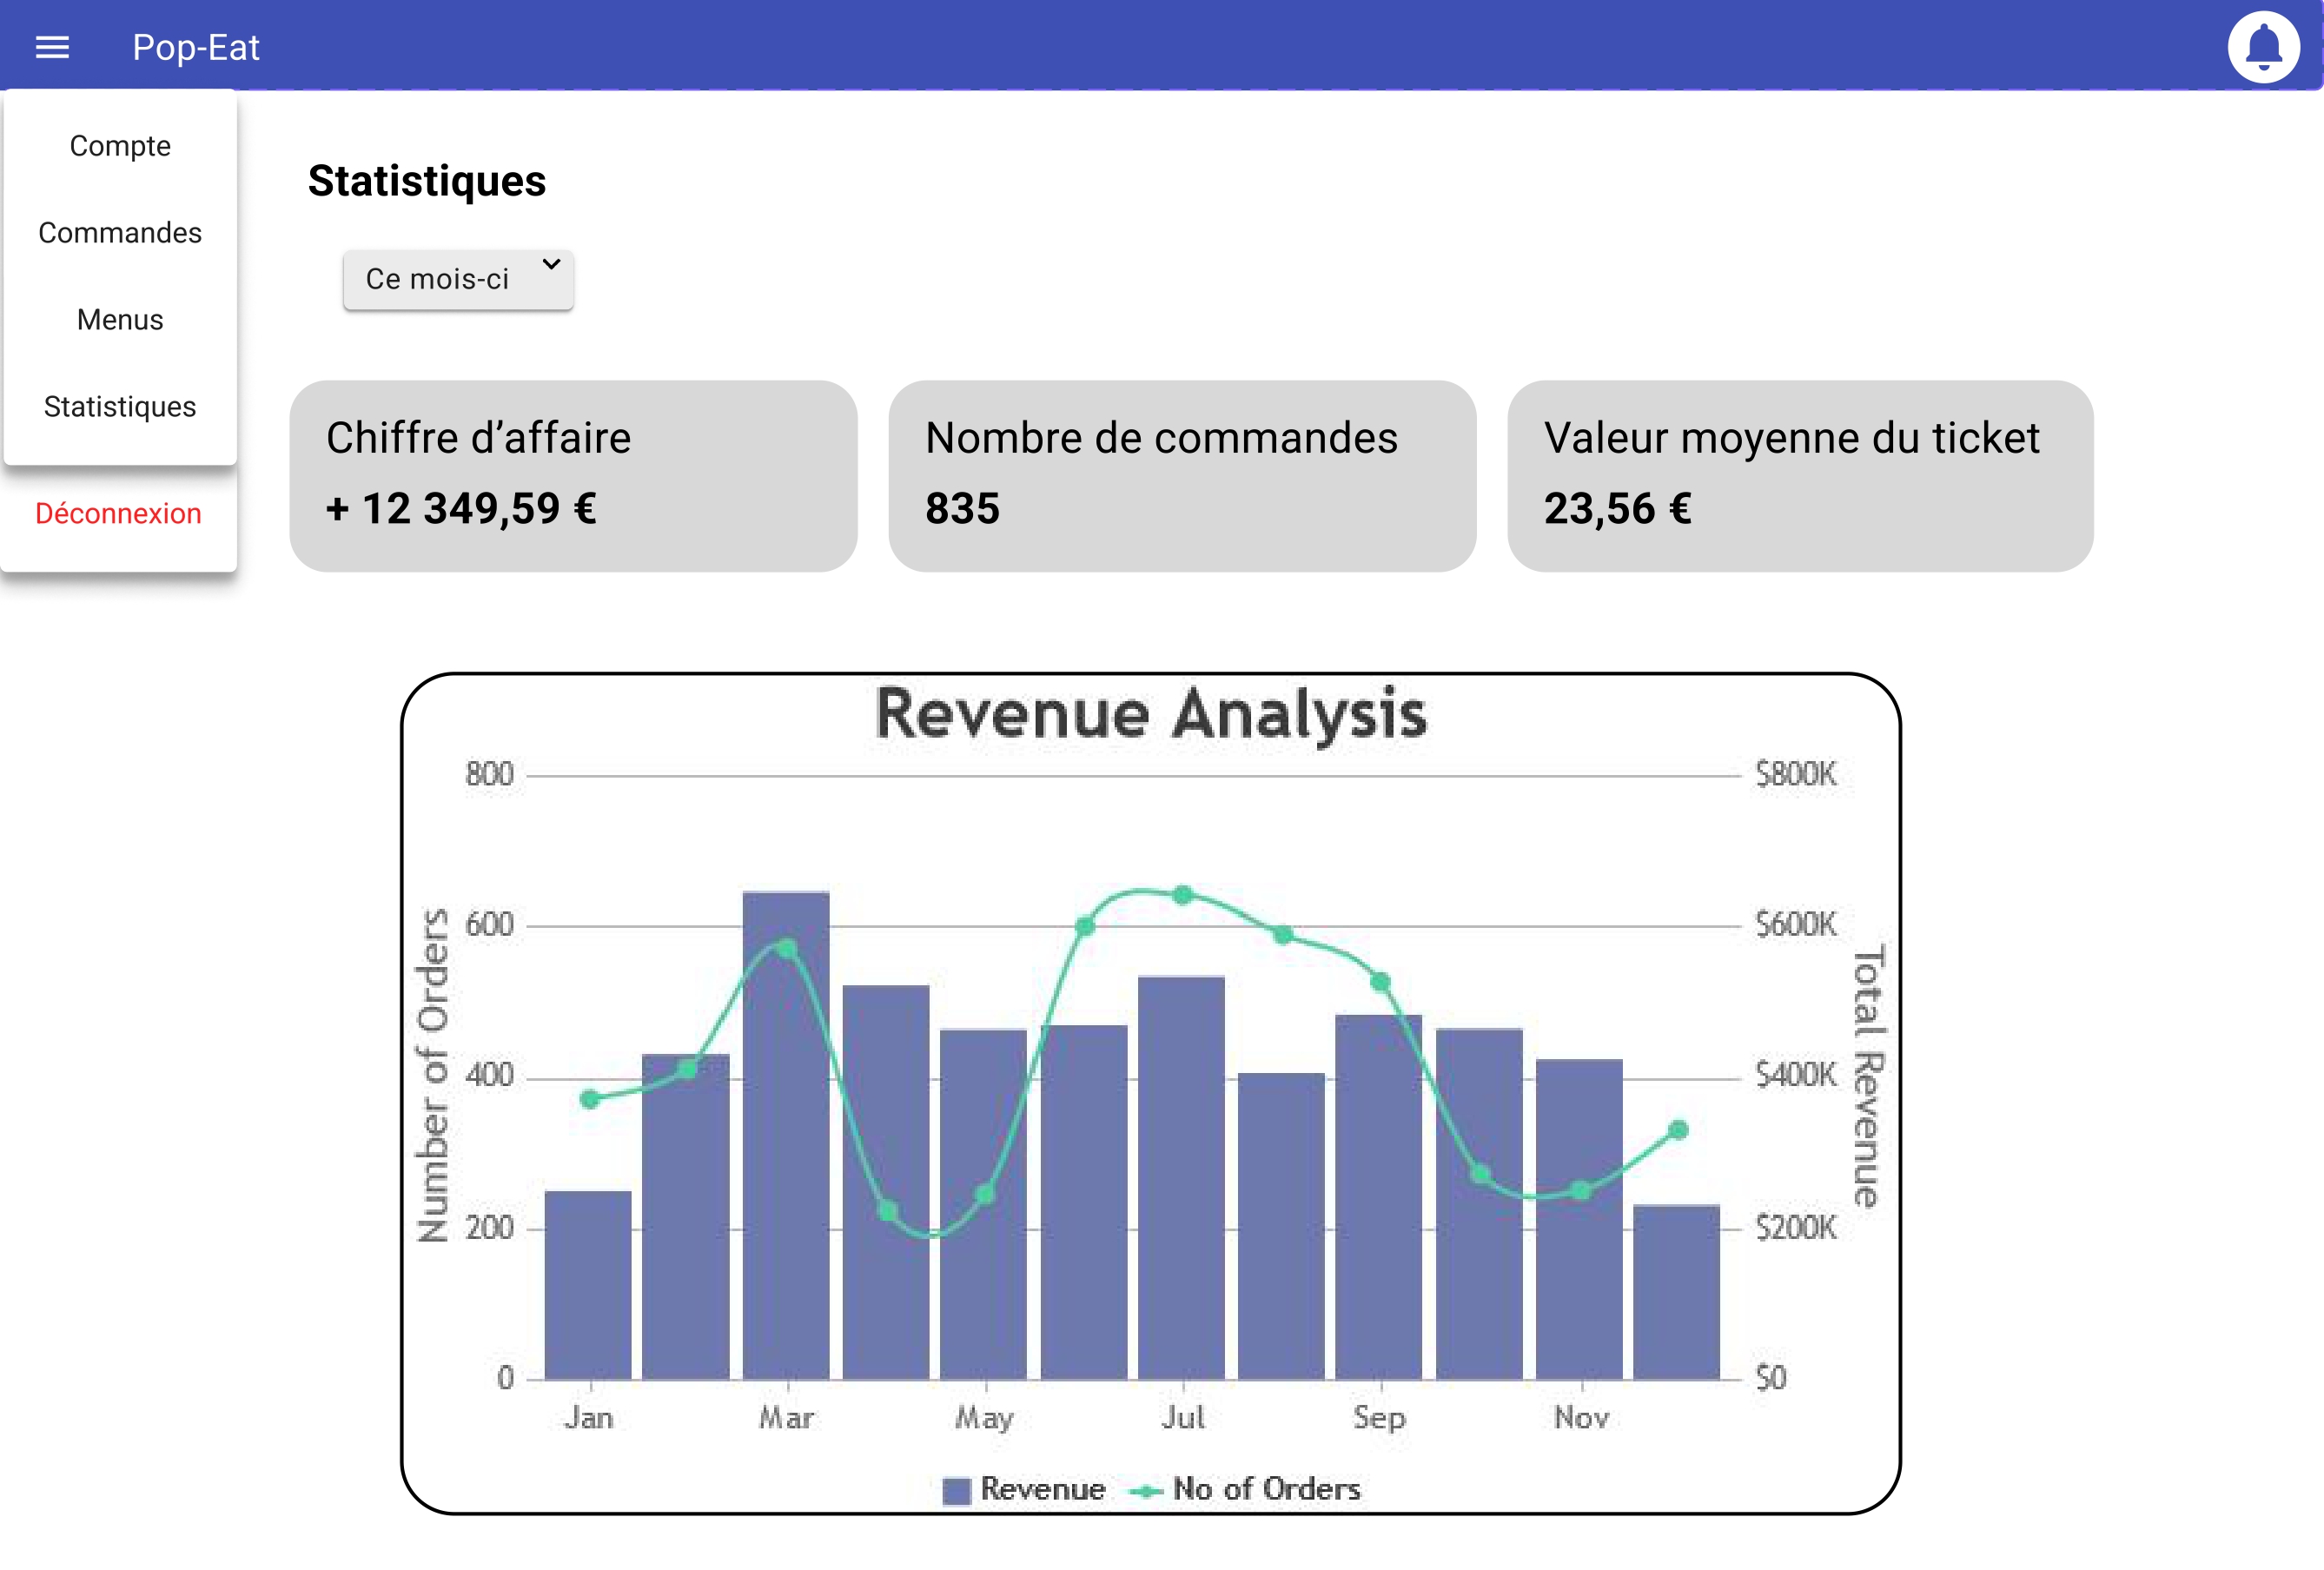 Pop-Eat
Compte
Commandes
Menus
Statistiques
Déconnexion
Statistiques
Ce mois-ci
Chiffre d’affaire
+ 12 349,59 €
Nombre de commandes
835
Valeur moyenne du ticket
23,56 €
Revenue Analysis
Number of Orders
800
600
400
200
0
$800K
$600K
$400K
$200K
$0
Total Revenue
Jan Mar May Jul Sep Nov
Revenue No of Orders